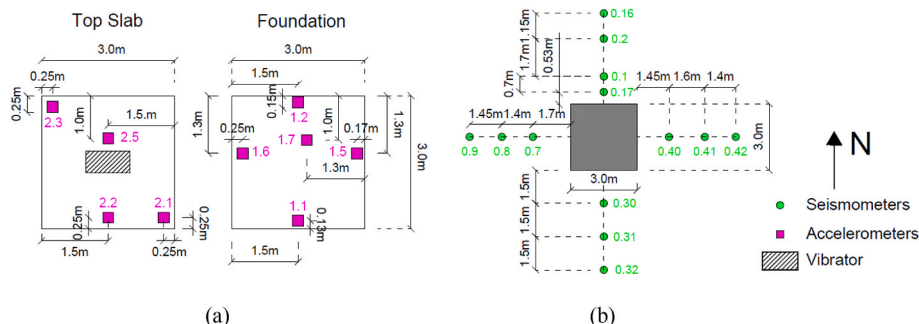 Top Slab
Foundation
3.0m
3.0m
0.25m
1.5m
0.25m
2.3
1.0m
1.5m
2.5
2.2
2.1
0.25m
0.25m
1.5m
0.25m
0.15m
1.2
1.0m
1.3m
1.7
0.25m
0.17m
1.6
1.5
1.3m
1.3m
3.0m
1.1
0.13m
1.5m
(a)
(b)
0.16
1.15m
0.2
1.7m
0.53m
0.1
0.7m
0.17
1.45m
1.6m
1.4m
1.45m
1.4m
1.7m
0.9
0.8
0.7
0.40
0.41
0.42
3.0m
3.0m
1.5m
0.30
1.5m
0.31
1.5m
0.32
N
Seismometers
Accelerometers
Vibrator